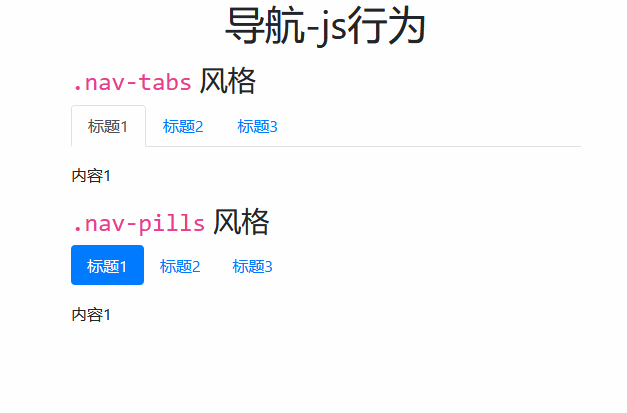 导航-js行为
.nav-tabs 风格
标题1 标题2 标题3
内容1
.nav-pills 风格
标题1 标题2 标题3
内容1